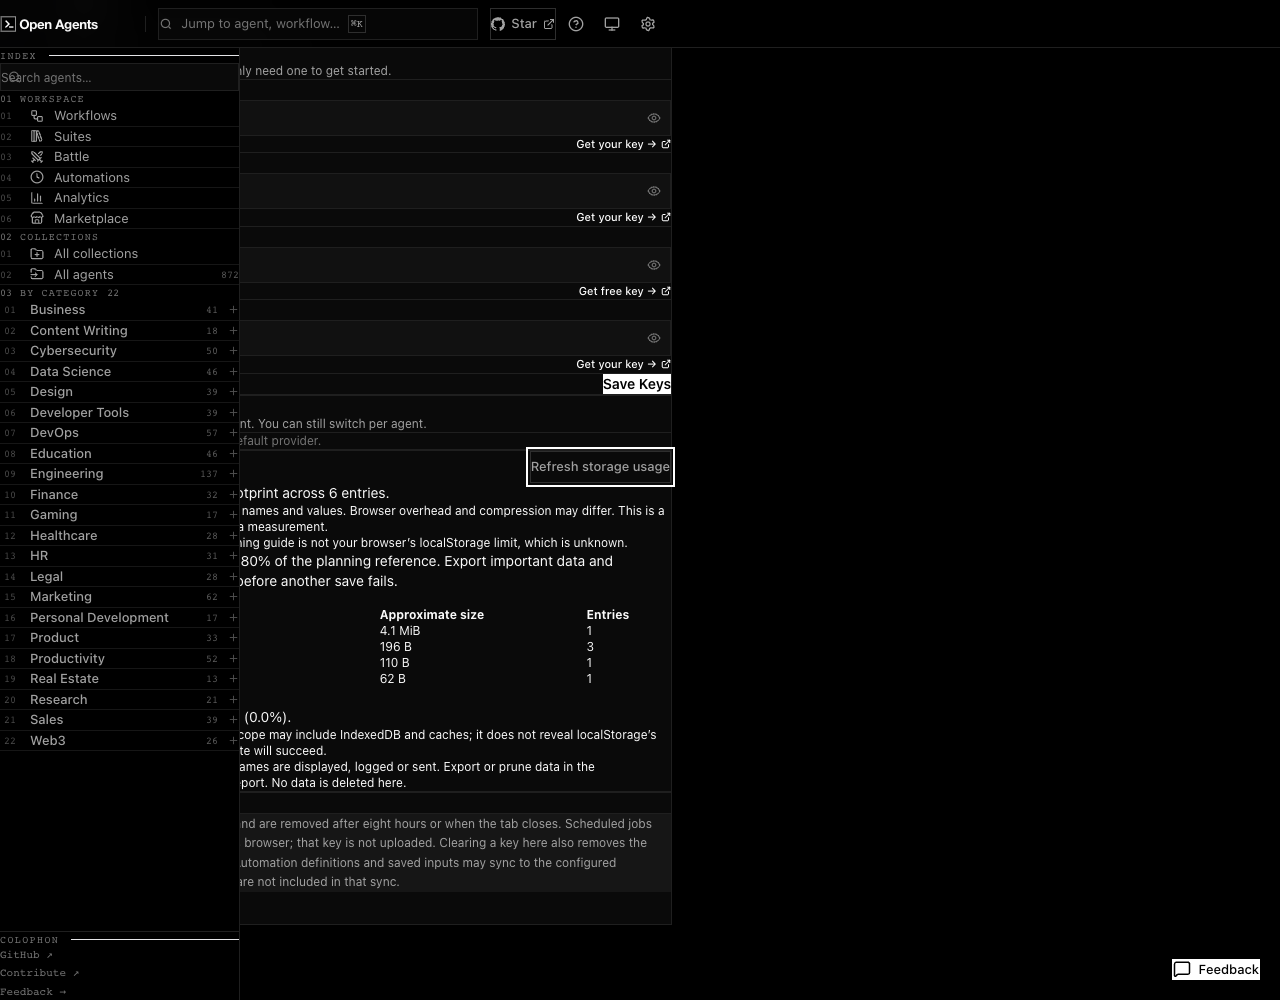 Open Agents
Jump to agent, workflow... ⌘K
Star
INDEX
Search agents...
01 WORKSPACE
01 Workflows
02 Suites
03 Battle
04 Automations
05 Analytics
06 Marketplace
02 COLLECTIONS
01 All collections
02 All agents 872
03 BY CATEGORY 22
01 Business 41 +
02 Content Writing 18 +
03 Cybersecurity 50 +
04 Data Science 46 +
05 Design 39 +
06 Developer Tools 39 +
07 DevOps 57 +
08 Education 46 +
09 Engineering 137 +
10 Finance 32 +
11 Gaming 17 +
12 Healthcare 28 +
13 HR 31 +
14 Legal 28 +
15 Marketing 62 +
16 Personal Development 17 +
17 Product 33 +
18 Productivity 52 +
19 Real Estate 13 +
20 Research 21 +
21 Sales 39 +
22 Web3 26 +
COLOPHON
GitHub ↗
Contribute ↗
Feedback →
need one to get started.
Get your key →
Get your key →
Get free key →
Get your key →
Save Keys
nt. You can still switch per agent.
default provider.
Refresh storage usage
otprint across 6 entries.
names and values. Browser overhead and compression may differ. This is a
a measurement.
ning guide is not your browser’s localStorage limit, which is unknown.
80% of the planning reference. Export important data and
before another save fails.
Approximate size Entries
4.1 MiB 1
196 B 3
110 B 1
62 B 1
(0.0%).
cope may include IndexedDB and caches; it does not reveal localStorage’s
te will succeed.
ames are displayed, logged or sent. Export or prune data in the
port. No data is deleted here.
nd are removed after eight hours or when the tab closes. Scheduled jobs
browser; that key is not uploaded. Clearing a key here also removes the
utomation definitions and saved inputs may sync to the configured
are not included in that sync.
Feedback